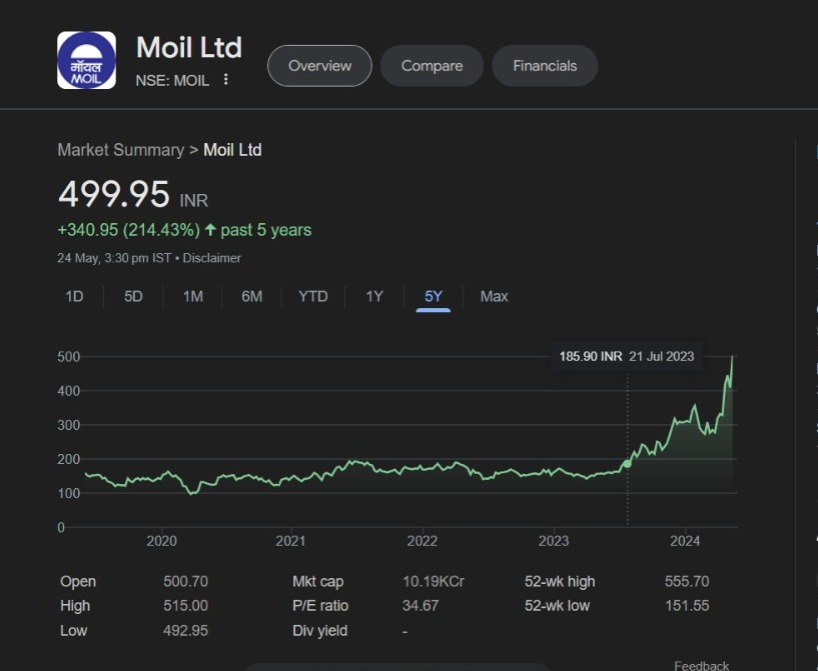 मॉयल
MOIL
Moil Ltd
NSE: MOIL
Overview
Compare
Financials
Market Summary > Moil Ltd
499.95 INR
+340.95 (214.43%) ↑ past 5 years
24 May, 3:30 pm IST • Disclaimer
1D 5D 1M 6M YTD 1Y 5Y Max
185.90 INR 21 Jul 2023
500
400
300
200
100
0
2020 2021 2022 2023 2024
Open 500.70 Mkt cap 10.19KCr 52-wk high 555.70
High 515.00 P/E ratio 34.67 52-wk low 151.55
Low 492.95 Div yield -
Feedback